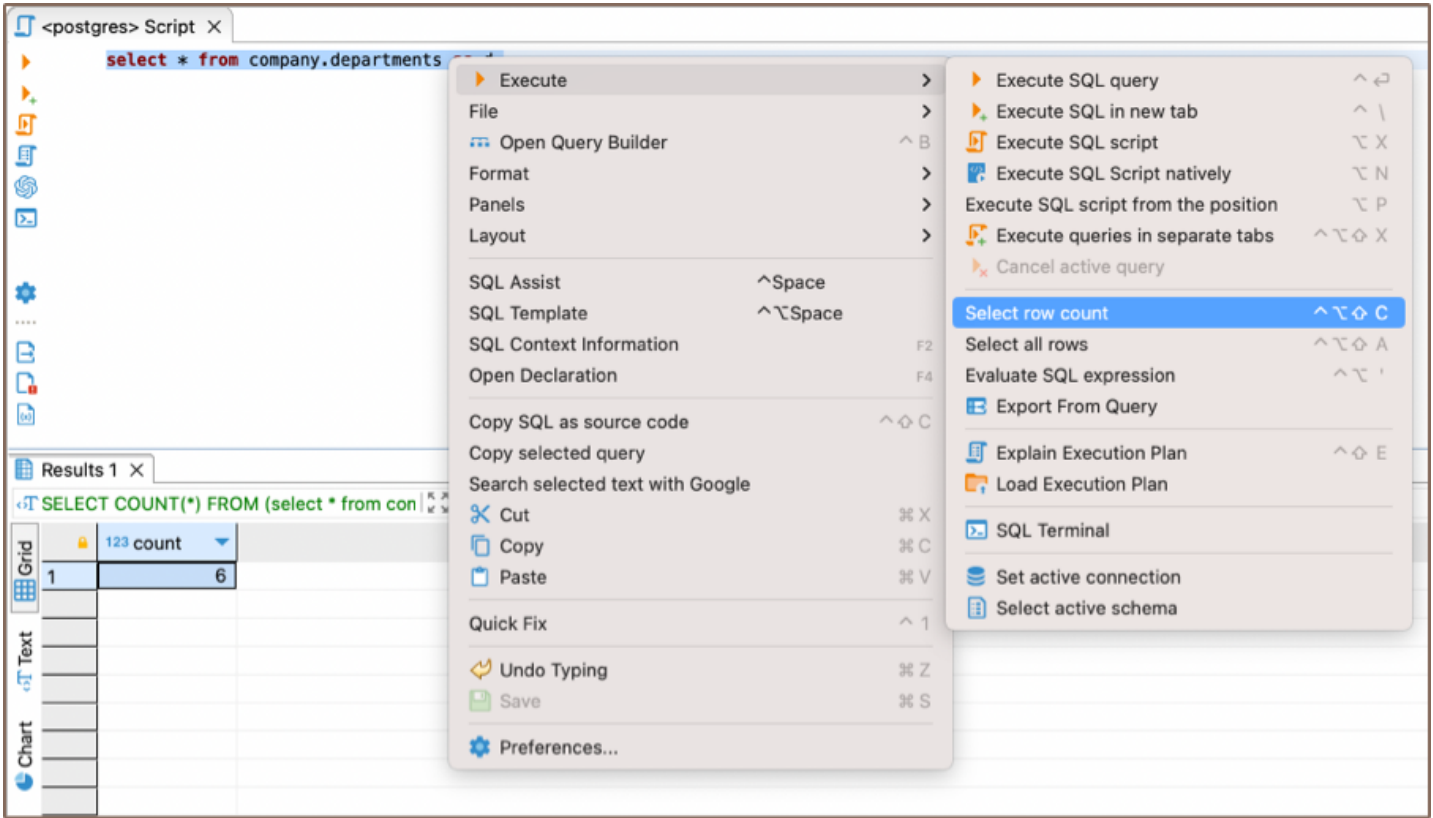 <postgres> Script
select * from company.departments
Execute
File
Open Query Builder ^ B
Format
Panels
Layout
SQL Assist ^Space
SQL Template ^⌥Space
SQL Context Information F2
Open Declaration F4
Copy SQL as source code ^⇧ C
Copy selected query
Search selected text with Google
Cut ⌘ X
Copy ⌘ C
Paste ⌘ V
Quick Fix ^ 1
Undo Typing ⌘ Z
Save ⌘ S
Preferences...
Execute SQL query ^ ⏎
Execute SQL in new tab ^ \
Execute SQL script ⌥ X
Execute SQL Script natively ⌥ N
Execute SQL script from the position ⌥ P
Execute queries in separate tabs ^⌥⇧ X
Cancel active query
Select row count ^⌥⇧ C
Select all rows ^⌥⇧ A
Evaluate SQL expression ^⌥ '
Export From Query
Explain Execution Plan ^⇧ E
Load Execution Plan
SQL Terminal
Set active connection
Select active schema
Results 1
SELECT COUNT(*) FROM (select * from con
Grid
123 count
1 6
Text
Chart